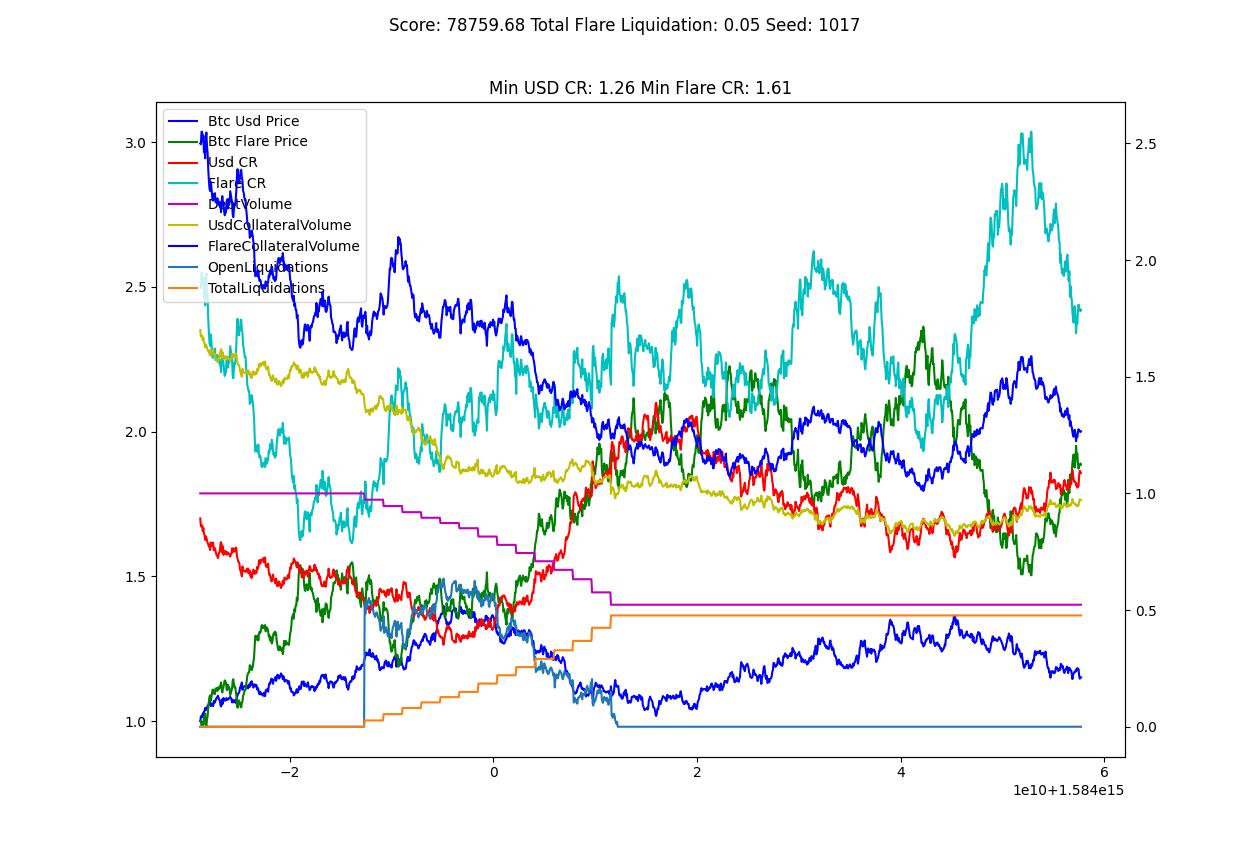 Score: 78759.68 Total Flare Liquidation: 0.05 Seed: 1017
Min USD CR: 1.26 Min Flare CR: 1.61
Btc Usd Price
Btc Flare Price
Usd CR
Flare CR
DebtVolume
UsdCollateralVolume
FlareCollateralVolume
OpenLiquidations
TotalLiquidations
3.0
2.5
2.0
1.5
1.0
2.5
2.0
1.5
1.0
0.5
0.0
−2
0
2
4
6
1e10+1.584e15